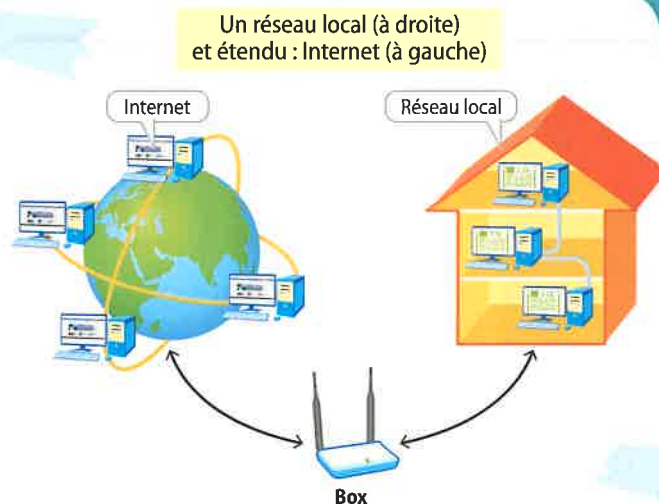 Un réseau local (à droite)
et étendu : Internet (à gauche)
Internet
Réseau local
Box